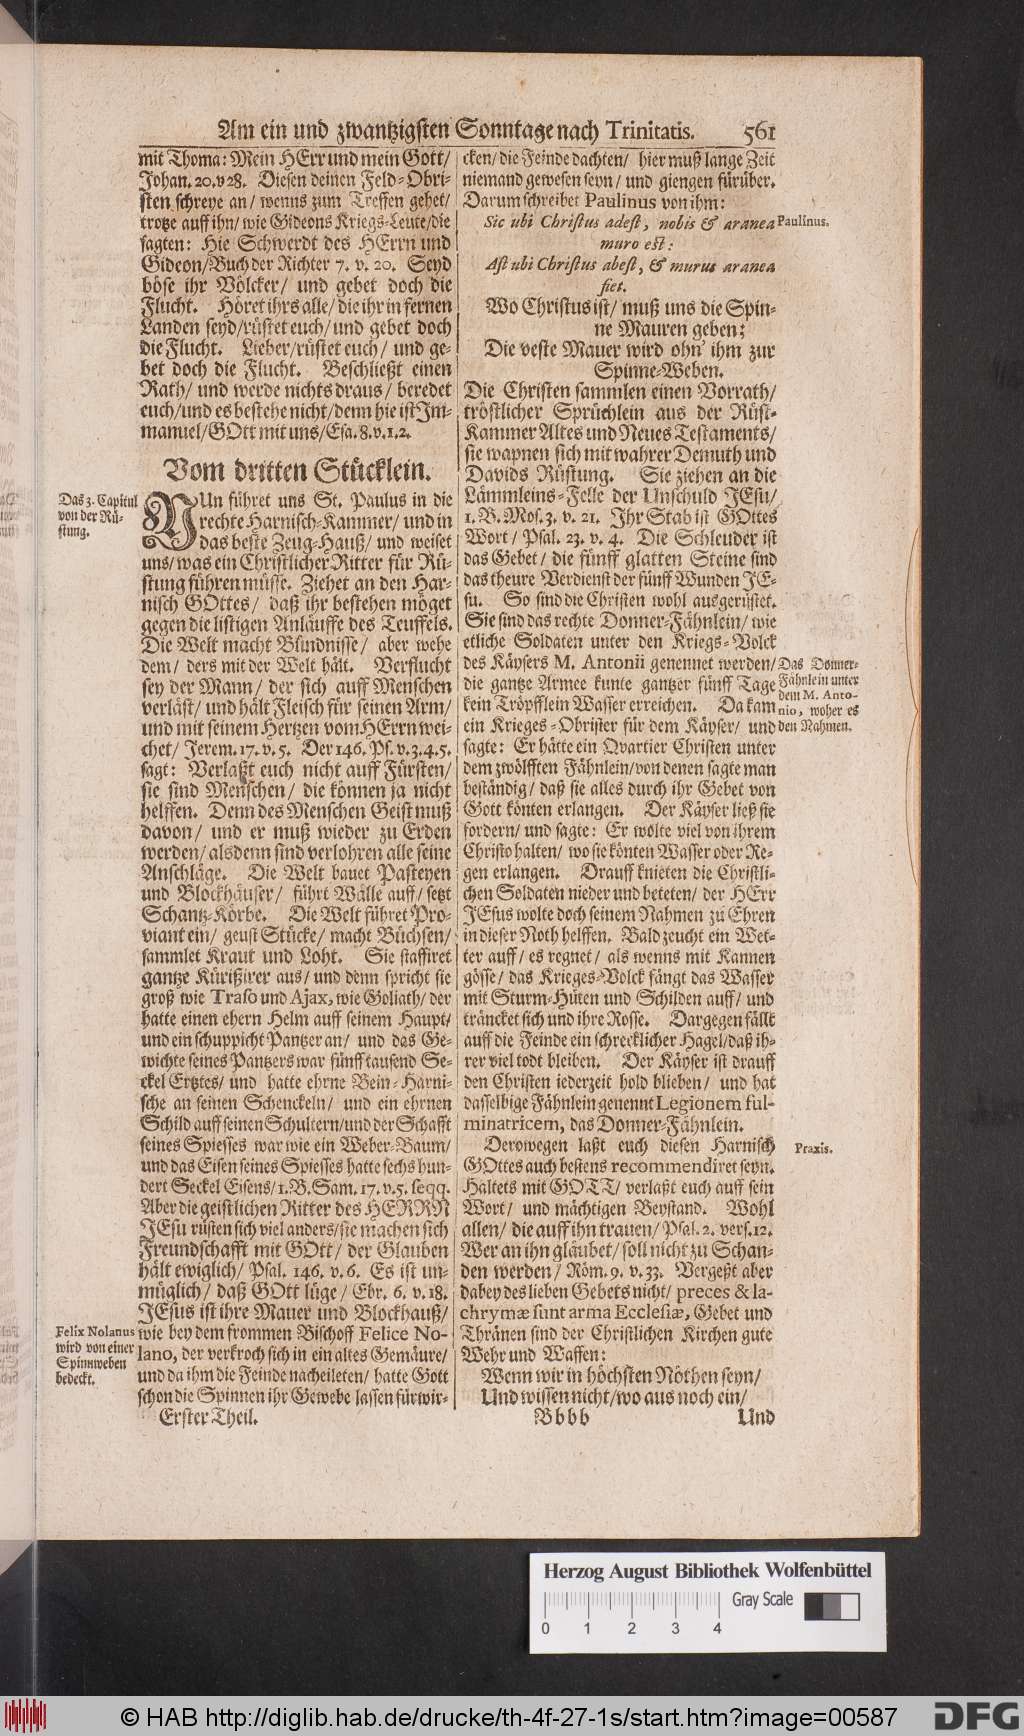 Am ein und zwantzigsten Sonntage nach Trinitatis. 561
mit Thoma: Mein HErr und mein Gott/
Johan. 20. v 28. Diesen deinen Feld-Obri-
sten schreye an/ wenns zum Treffen gehet/
trotze auff ihn/ wie Gideons Kriegs-Leute/ die
sagten: Hie Schwerdt des HErrn und
Gideon/ Buch der Richter 7. v. 20. Seyd
böse ihr Völcker/ und gebet doch die
Flucht. Höret ihrs alle/ die ihr in fernen
Landen seyd/ rüstet euch/ und gebet doch
die Flucht. Lieber/ rüstet euch/ und ge-
bet doch die Flucht. Beschließt einen
Rath/ und werde nichts draus/ beredet
euch/ und es bestehe nicht/ denn hie ist Im-
manuel/ GOtt mit uns/ Esa. 8. v. 1. 2.
Vom dritten Stücklein.
Das 3. Capitul
von der Rü-
stung.
NUn führet uns St. Paulus in die
rechte Harnisch-Kammer/ und in
das beste Zeug-Hauß/ und weiset
uns/ was ein Christlicher Ritter für Rü-
stung führen müsse. Ziehet an den Har-
nisch GOttes/ daß ihr bestehen möget
gegen die listigen Anläuffe des Teuffels.
Die Welt macht Bündnisse/ aber wehe
dem/ ders mit der Welt hält. Verflucht
sey der Mann/ der sich auff Menschen
verläst/ und hält Fleisch für seinen Arm/
und mit seinem Hertzen vom HErrn wei-
chet/ Jerem. 17. v. 5. Der 146. Ps. v. 3. 4. 5.
sagt: Verlaßt euch nicht auff Fürsten/
sie sind Menschen/ die können ja nicht
helffen. Denn des Menschen Geist muß
davon/ und er muß wieder zu Erden
werden/ alsdenn sind verlohren alle seine
Anschläge. Die Welt bauet Pasteyen
und Blockhäuser/ führt Wälle auff/ setzt
Schantz-Körbe. Die Welt führet Pro-
viant ein/ geust Stücke/ macht Büchsen/
sammlet Kraut und Loht. Sie staffiret
gantze Kürißirer aus/ und denn spricht sie
groß wie Traso und Ajax, wie Goliath/ der
hatte einen ehern Helm auff seinem Haupt/
und ein schuppicht Pantzer an/ und das Ge-
wichte seines Pantzers war fünff tausend Se-
ckel Ertztes/ und hatte ehrne Bein-Harni-
sche an seinen Schenckeln/ und ein ehrnen
Schild auff seinen Schultern/ und der Schafft
seines Spiesses war wie ein Weber-Baum/
und das Eisen seines Spiesses hatte sechs hun-
dert Seckel Eisens/ 1. B. Sam. 17. v. 5. seqq.
Aber die geistlichen Ritter des HERRN
JEsu rüsten sich viel anders/ sie machen sich
Freundschafft mit GOtt/ der Glauben
hält ewiglich/ Psal. 146. v. 6. Es ist un-
müglich/ daß GOtt lüge/ Ebr. 6. v. 18.
JEsus ist ihre Mauer und Blockhauß/
Felix Nolanus
wird von einer
Spinnweben
bedeckt.
wie bey dem frommen Bischoff Felice No-
lano, der verkroch sich in ein altes Gemäure/
und da ihm die Feinde nacheileten/ hatte Gott
schon die Spinnen ihr Gewebe lassen fürwir-
Erster Theil.
cken/ die Feinde dachten/ hier muß lange Zeit
niemand gewesen seyn/ und giengen fürüber.
Darum schreibet Paulinus von ihm:
Sic ubi Christus adest, nobis & aranea
Paulinus.
muro est:
Ast ubi Christus abest, & murus aranea
fiet.
Wo Christus ist/ muß uns die Spin-
ne Mauren geben;
Die veste Mauer wird ohn' ihm zur
Spinne-Weben.
Die Christen sammlen einen Vorrath/
tröstlicher Sprüchlein aus der Rüst-
Kammer Altes und Neues Testaments/
sie wapnen sich mit wahrer Demuth und
Davids Rüstung. Sie ziehen an die
Lämmleins-Felle der Unschuld JEsu/
1. B. Mos. 3. v. 21. Ihr Stab ist GOttes
Wort/ Psal. 23. v. 4. Die Schleuder ist
das Gebet/ die fünff glatten Steine sind
das theure Verdienst der fünff Wunden JE-
su. So sind die Christen wohl ausgerüstet.
Sie sind das rechte Donner-Fähnlein/ wie
etliche Soldaten unter den Kriegs-Volck
des Käysers M. Antonii genennet werden/
Das Donner-
Fähnlein unter
dem M. Anto-
nio, woher es
den Nahmen.
die gantze Armee kunte gantzer fünff Tage
kein Tröpfflein Wasser erreichen. Da kam
ein Krieges-Obrister für dem Käyser/ und
sagte: Er hätte ein Qvartier Christen unter
dem zwölfften Fähnlein/ von denen sagte man
beständig/ daß sie alles durch ihr Gebet von
Gott könten erlangen. Der Käyser ließ sie
fordern/ und sagte: Er wolte viel von ihrem
Christo halten/ wo sie könten Wasser oder Re-
gen erlangen. Drauff knieten die Christli-
chen Soldaten nieder und beteten/ der HErr
JEsus wolte doch seinem Nahmen zu Ehren
in dieser Noth helffen. Bald zeucht ein Wet-
ter auff/ es regnet/ als wenns mit Kannen
gösse/ das Krieges-Volck fängt das Wasser
mit Sturm-Hüten und Schilden auff/ und
träncket sich und ihre Rosse. Dargegen fällt
auff die Feinde ein schrecklicher Hagel/ daß ih-
rer viel todt bleiben. Der Käyser ist drauff
den Christen iederzeit hold blieben/ und hat
dasselbige Fähnlein genennt Legionem ful-
minatricem, das Donner-Fähnlein.
Derowegen laßt euch diesen Harnisch
Praxis.
GOttes auch bestens recommendiret seyn.
Haltets mit GOTT/ verlaßt euch auff sein
Wort/ und mächtigen Beystand. Wohl
allen/ die auff ihn trauen/ Psal. 2. vers. 12.
Wer an ihn gläubet/ soll nicht zu Schan-
den werden/ Röm. 9. v. 33. Vergeßt aber
dabey des lieben Gebets nicht/ preces & la-
chrymæ sunt arma Ecclesiæ, Gebet und
Thränen sind der Christlichen Kirchen gute
Wehr und Waffen:
Wenn wir in höchsten Nöthen seyn/
Und wissen nicht/ wo aus noch ein/
Bbbb Und
Herzog August Bibliothek Wolfenbüttel
Gray Scale
0 1 2 3 4
© HAB http://diglib.hab.de/drucke/th-4f-27-1s/start.htm?image=00587
DFG